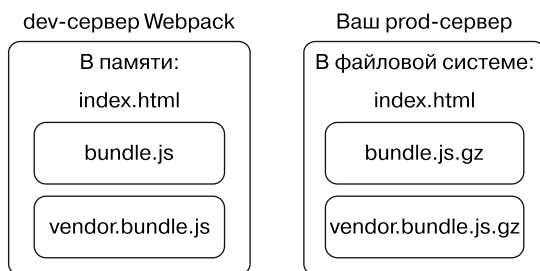 dev-сервер Webpack
В памяти:
index.html
bundle.js
vendor.bundle.js
Ваш prod-сервер
В файловой системе:
index.html
bundle.js.gz
vendor.bundle.js.gz